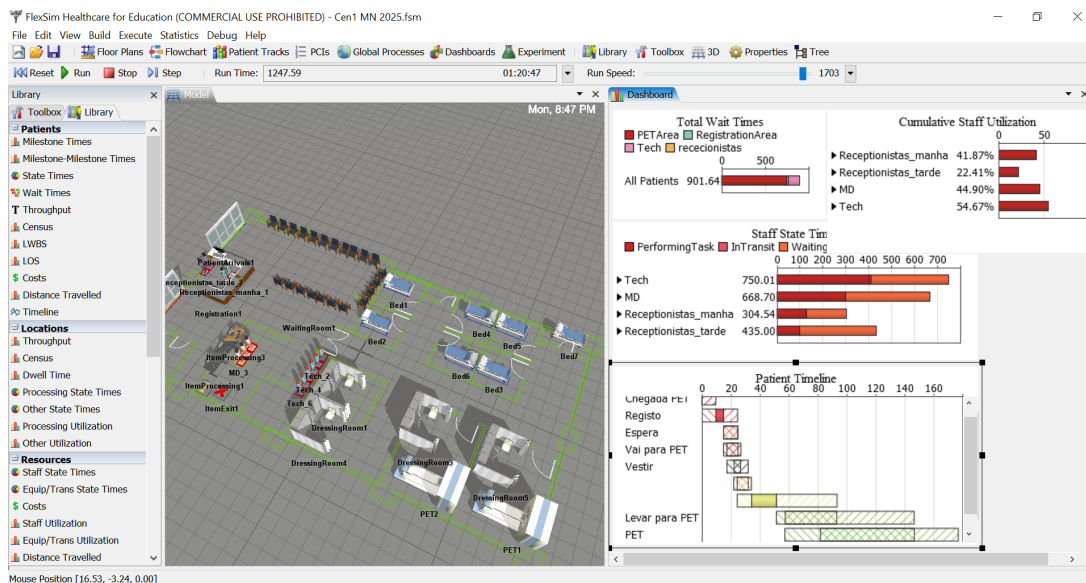 FlexSim Healthcare for Education (COMMERCIAL USE PROHIBITED) - Cen1 MN 2025.fsm
File Edit View Build Execute Statistics Debug Help
Floor Plans Flowchart Patient Tracks PCIs Global Processes Dashboards Experiment Library Toolbox 3D Properties Tree
Reset Run Stop Step Run Time: 1247.59 01:20:47 Run Speed: 1703
Library
Toolbox Library
Patients
Milestone Times
Milestone-Milestone Times
State Times
Wait Times
Throughput
Census
LWBS
LOS
Costs
Distance Travelled
Timeline
Locations
Throughput
Census
Dwell Time
Processing State Times
Other State Times
Processing Utilization
Other Utilization
Resources
Staff State Times
Equip/Trans State Times
Costs
Staff Utilization
Equip/Trans Utilization
Distance Travelled
Model
Mon, 8:47 PM
PatientArrivals1
eceptionistas_tarde_2
Receptionistas_manha_1
Registration1
WaitingRoom1
Bed1
Bed2
Bed4
Bed5
Bed7
Bed6
Bed3
ItemProcessing3
MD_3
ItemProcessing1
ItemExit1
Tech_2
Tech_4
Tech_6
DressingRoom1
DressingRoom4
DressingRoom3
DressingRoom5
PET2
PET1
Dashboard
Total Wait Times
PETArea RegistrationArea
Tech rececionistas
0 500
All Patients 901.64
Cumulative Staff Utilization
0 50
Receptionistas_manha 41.87%
Receptionistas_tarde 22.41%
MD 44.90%
Tech 54.67%
Staff State Tim
PerformingTask InTransit Waiting
0 100 200 300 400 500 600 700
Tech 750.01
MD 668.70
Receptionistas_manha 304.54
Receptionistas_tarde 435.00
Patient Timeline
0 20 40 60 80 100 120 140 160
Chegada PET
Registo
Espera
Vai para PET
Vestir
Levar para PET
PET
Mouse Position [16.53, -3.24, 0.00]